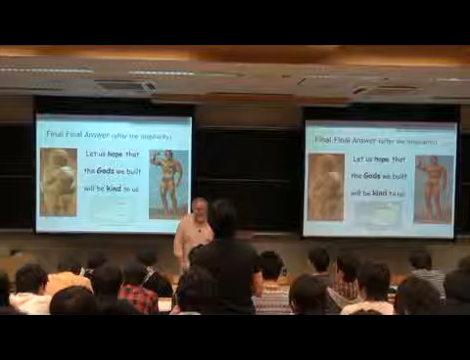 Final Final Answer (after the singularity)
Let us hope that
the Gods we built
will be kind to us
Final Final Answer (after the singularity)
Let us hope that
the Gods we built
will be kind to us